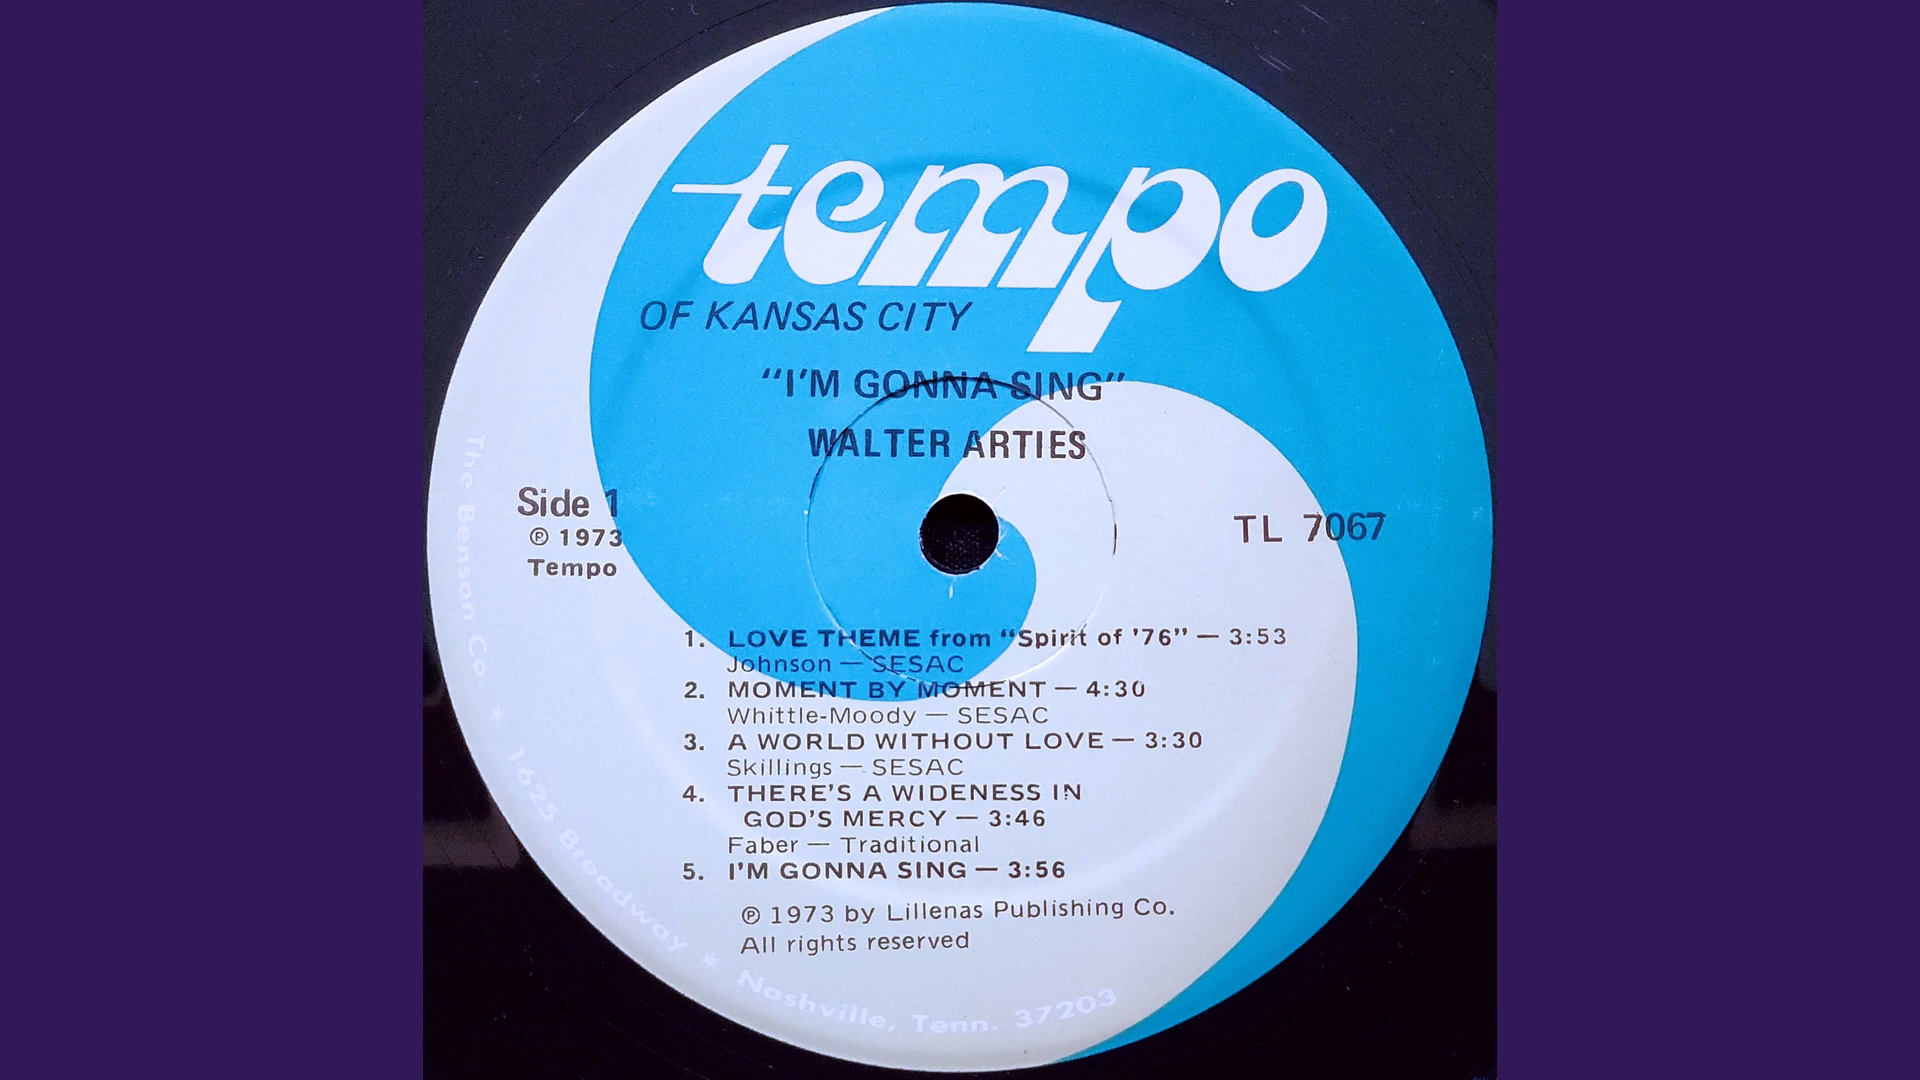 tempo
OF KANSAS CITY
"I'M GONNA SING"
WALTER ARTIES
Side 1
℗ 1973
Tempo
TL 7067
1. LOVE THEME from "Spirit of '76" — 3:53
Johnson — SESAC
2. MOMENT BY MOMENT — 4:30
Whittle-Moody — SESAC
3. A WORLD WITHOUT LOVE — 3:30
Skillings — SESAC
4. THERE'S A WIDENESS IN
GOD'S MERCY — 3:46
Faber — Traditional
5. I'M GONNA SING — 3:56
℗ 1973 by Lillenas Publishing Co.
All rights reserved
The Benson Co. * 1625 Broadway * Nashville, Tenn. 37203